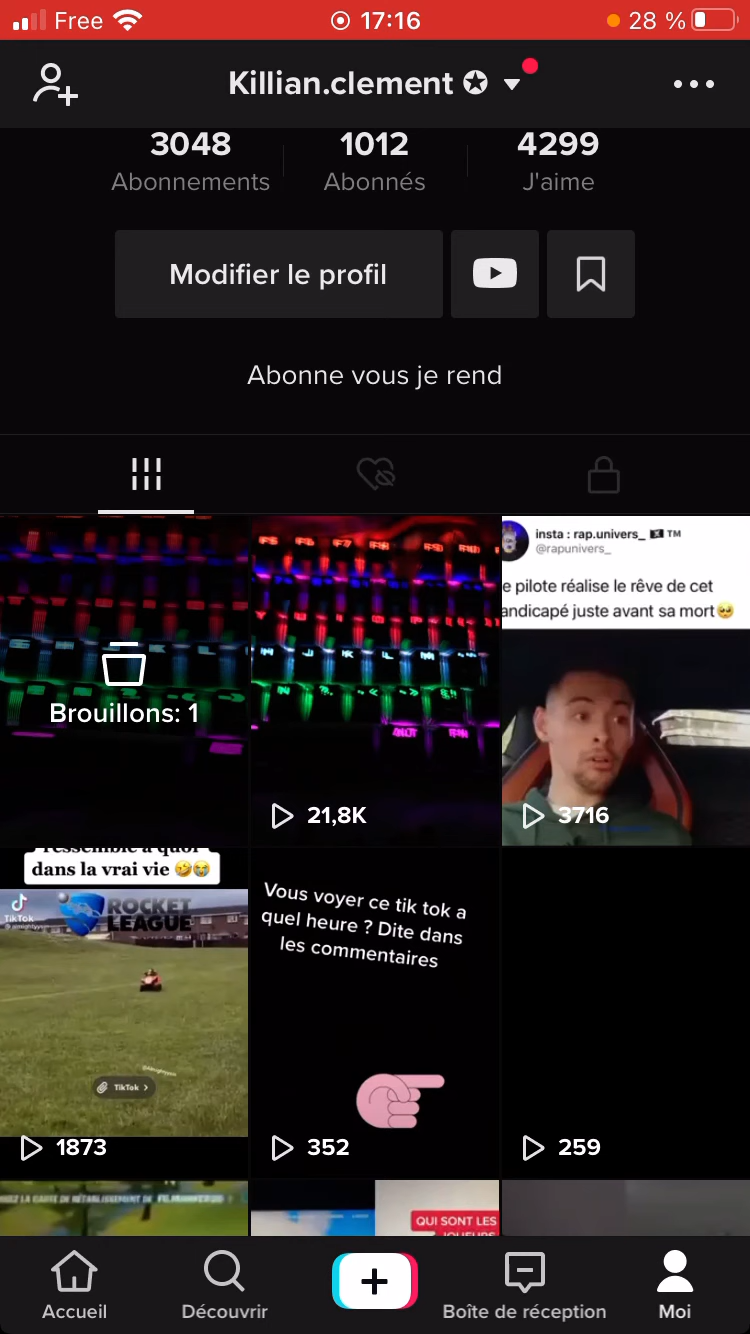 Free 17:16 28 %
Killian.clement
3048 1012 4299
Abonnements Abonnés J'aime
Modifier le profil
Abonne vous je rend
Brouillons: 1
21,8K
insta : rap.univers_ ™
@rapunivers_
e pilote réalise le rêve de cet
andicapé juste avant sa mort🥹
3716
ressemble a quoi
dans la vrai vie 🤣😭
TikTok
ROCKET
LEAGUE
TikTok >
1873
Vous voyer ce tik tok a
quel heure ? Dite dans
les commentaires
352
259
QUI SONT LES
JOUEURS
Accueil Découvrir Boîte de réception Moi